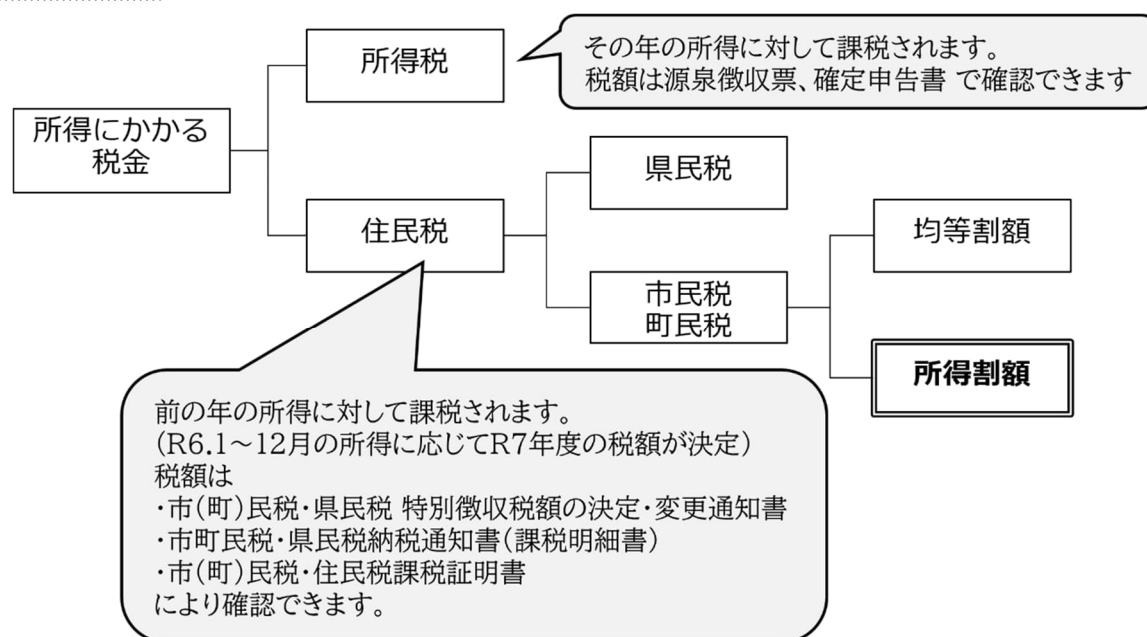 所得税
その年の所得に対して課税されます。
税額は源泉徴収票、確定申告書 で確認できます
所得にかかる
税金
県民税
住民税
均等割額
市民税
町民税
所得割額
前の年の所得に対して課税されます。
(R6.1～12月の所得に応じてR7年度の税額が決定)
税額は
・市(町)民税・県民税 特別徴収税額の決定・変更通知書
・市町民税・県民税納税通知書(課税明細書)
・市(町)民税・住民税課税証明書
により確認できます。